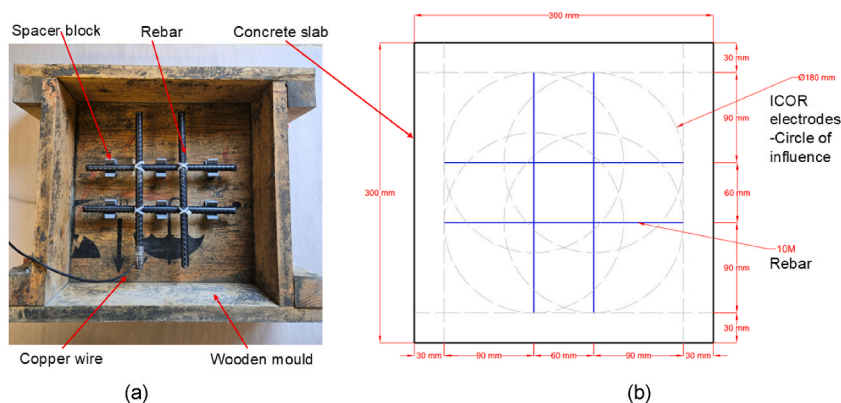 Spacer block
Rebar
Concrete slab
Copper wire
Wooden mould
(a)
300 mm
30 mm
Ø180 mm
ICOR
electrodes
-Circle of
influence
90 mm
300 mm
60 mm
10M
Rebar
90 mm
30 mm
30 mm
90 mm
60 mm
90 mm
30 mm
(b)